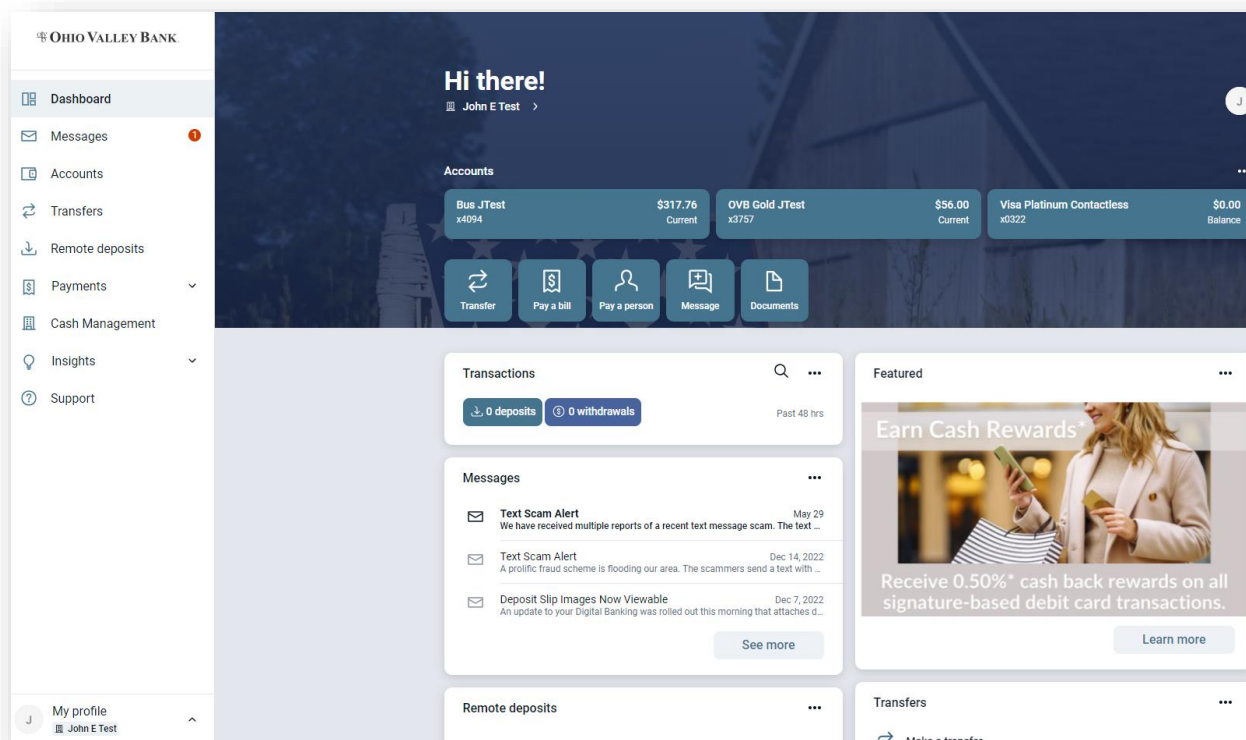 OHIO VALLEY BANK
Dashboard
Messages 1
Accounts
Transfers
Remote deposits
Payments
Cash Management
Insights
Support
J My profile
John E Test
Hi there!
John E Test
J
Accounts
Bus JTest $317.76
x4094 Current
OVB Gold JTest $56.00
x3757 Current
Visa Platinum Contactless $0.00
x0322 Balance
Transfer
Pay a bill
Pay a person
Message
Documents
Transactions
0 deposits
0 withdrawals
Past 48 hrs
Messages
Text Scam Alert May 29
We have received multiple reports of a recent text message scam. The text ...
Text Scam Alert Dec 14, 2022
A prolific fraud scheme is flooding our area. The scammers send a text with ...
Deposit Slip Images Now Viewable Dec 7, 2022
An update to your Digital Banking was rolled out this morning that attaches d...
See more
Remote deposits
Featured
Earn Cash Rewards*
Receive 0.50%* cash back rewards on all
signature-based debit card transactions.
Learn more
Transfers
Make a transfer